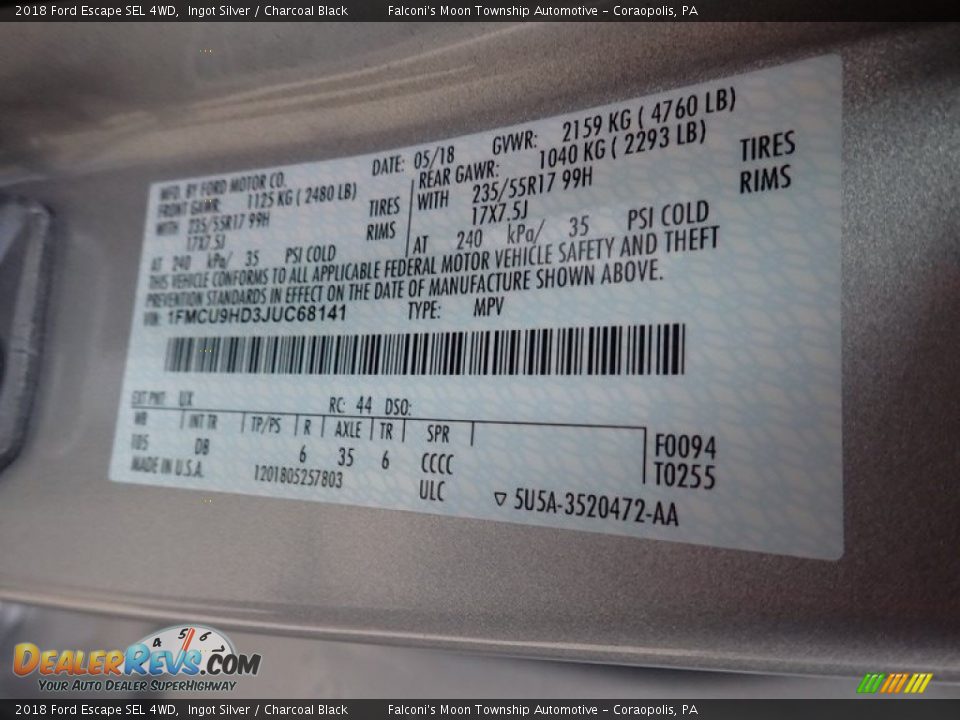 2018 Ford Escape SEL 4WD, Ingot Silver / Charcoal Black Falconi's Moon Township Automotive - Coraopolis, PA
MFD. BY FORD MOTOR CO. DATE: 05/18 GVWR: 2159 KG ( 4760 LB)
FRONT GAWR: 1125 KG ( 2480 LB) REAR GAWR: 1040 KG ( 2293 LB)
WITH 235/55R17 99H TIRES WITH 235/55R17 99H TIRES
17X7.5J RIMS 17X7.5J RIMS
AT 240 kPa/ 35 PSI COLD AT 240 kPa/ 35 PSI COLD
THIS VEHICLE CONFORMS TO ALL APPLICABLE FEDERAL MOTOR VEHICLE SAFETY AND THEFT
PREVENTION STANDARDS IN EFFECT ON THE DATE OF MANUFACTURE SHOWN ABOVE.
VIN: 1FMCU9HD3JUC68141 TYPE: MPV
EXT PNT: UX RC: 44 DSO:
WB INT TR TP/PS R AXLE TR SPR F0094
105 DB 6 35 6 CCCC T0255
MADE IN U.S.A. 1201805257803 ULC ▽ 5U5A-3520472-AA
4 5 6
DEALERREVS.COM
YOUR AUTO DEALER SUPERHIGHWAY
2018 Ford Escape SEL 4WD, Ingot Silver / Charcoal Black Falconi's Moon Township Automotive - Coraopolis, PA